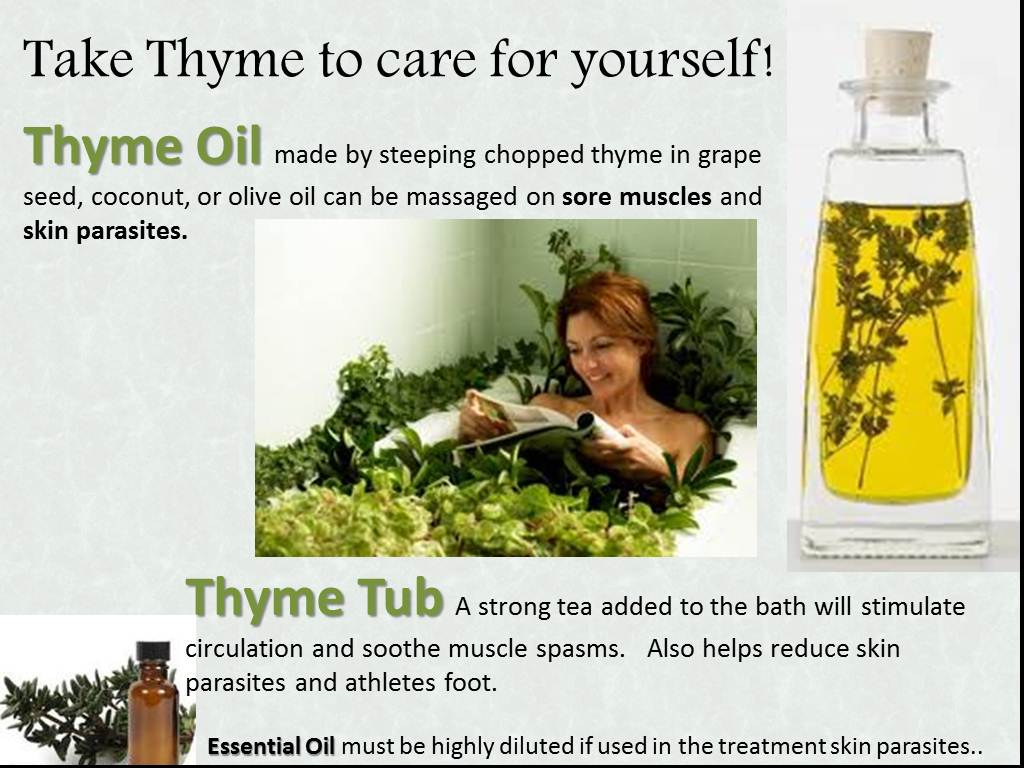 Take Thyme to care for yourself!
Thyme Oil made by steeping chopped thyme in grape
seed, coconut, or olive oil can be massaged on sore muscles and
skin parasites.
Thyme Tub A strong tea added to the bath will stimulate
circulation and soothe muscle spasms. Also helps reduce skin
parasites and athletes foot.
Essential Oil must be highly diluted if used in the treatment skin parasites..